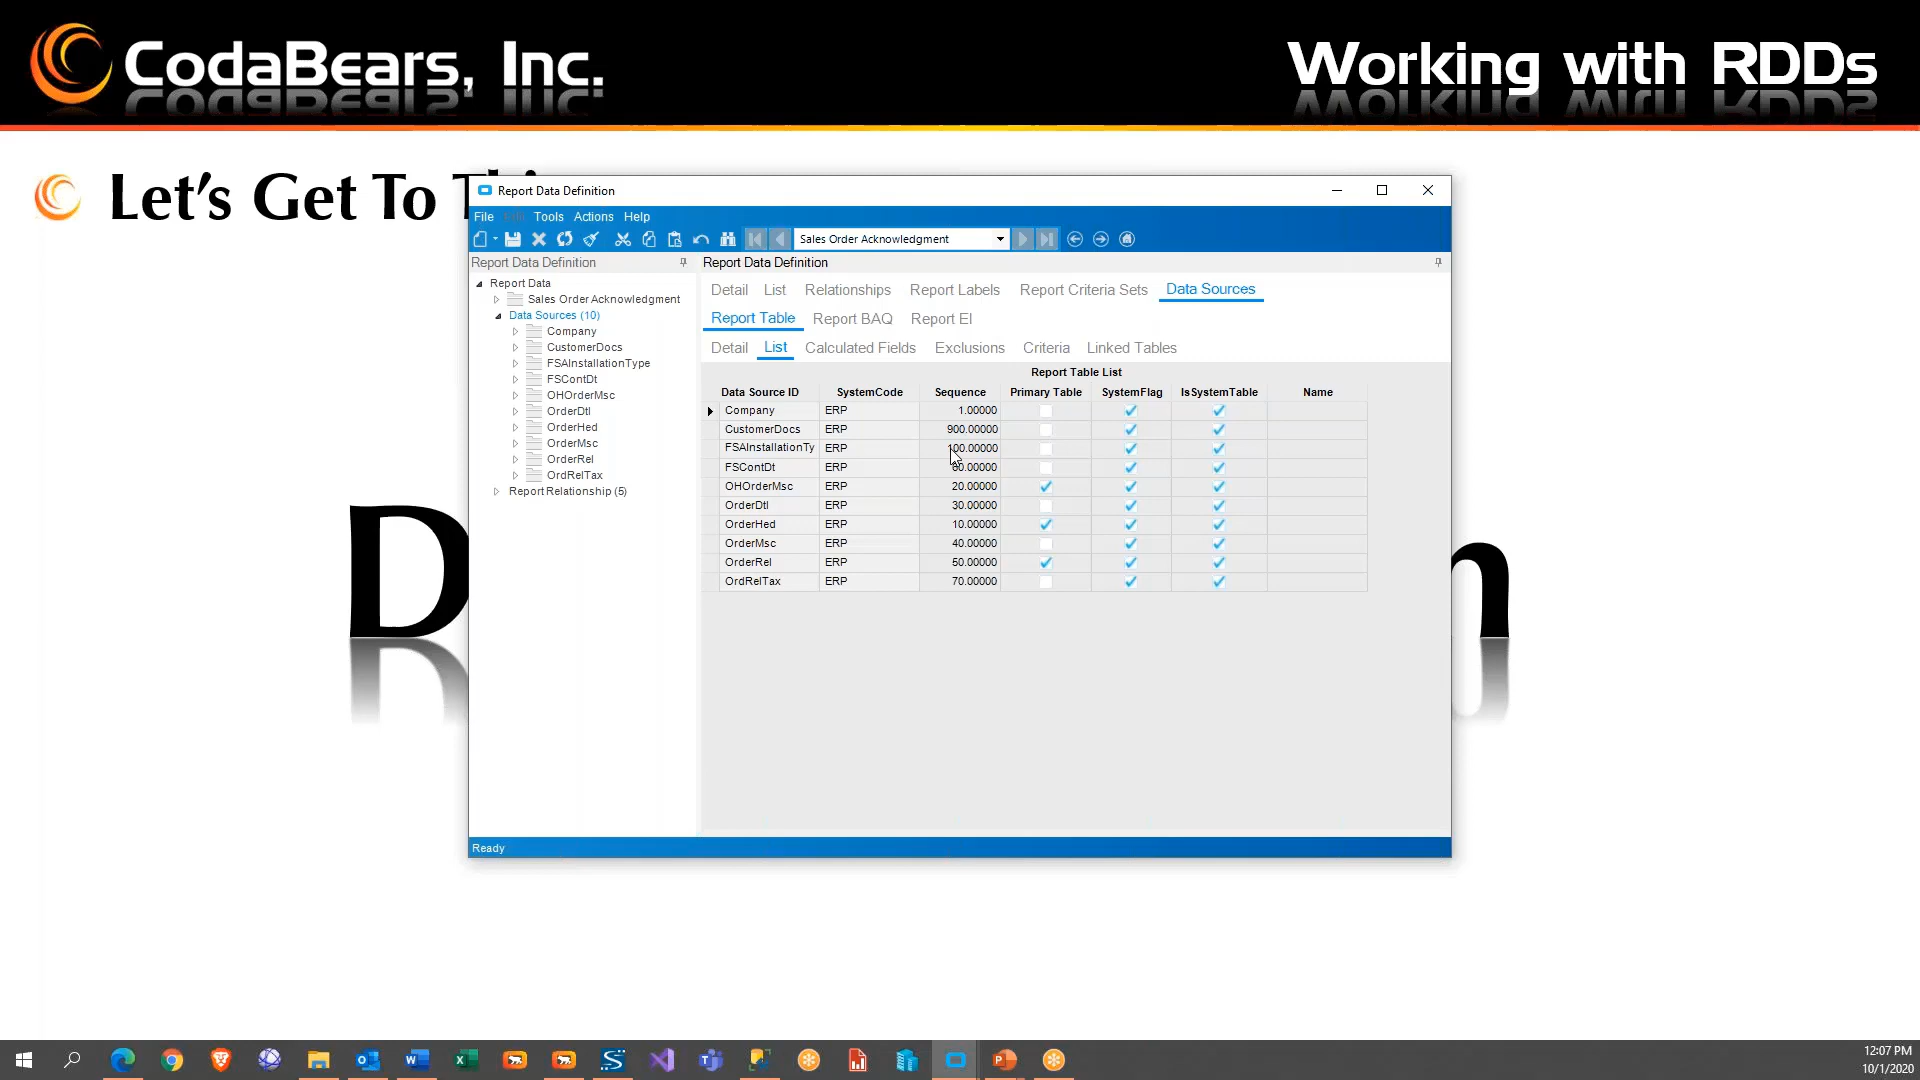 CodaBears, Inc.
Working with RDDs
Let's Get To Thi
D
n
Report Data Definition
File
Tools
Actions
Help
Sales Order Acknowledgment
Report Data Definition
Report Data
Sales Order Acknowledgment
Data Sources (10)
Company
CustomerDocs
FSAInstallationType
FSContDt
OHOrderMsc
OrderDtl
OrderHed
OrderMsc
OrderRel
OrdRelTax
Report Relationship (5)
Report Data Definition
Detail List Relationships Report Labels Report Criteria Sets Data Sources
Report Table Report BAQ Report EI
Detail List Calculated Fields Exclusions Criteria Linked Tables
Report Table List
Data Source ID SystemCode Sequence Primary Table SystemFlag IsSystemTable Name
Company ERP 1.00000
CustomerDocs ERP 900.00000
FSAInstallationTy ERP 100.00000
FSContDt ERP
OHOrderMsc ERP 20.00000
OrderDtl ERP 30.00000
OrderHed ERP 10.00000
OrderMsc ERP 40.00000
OrderRel ERP 50.00000
OrdRelTax ERP 70.00000
Ready
12:07 PM
10/1/2020